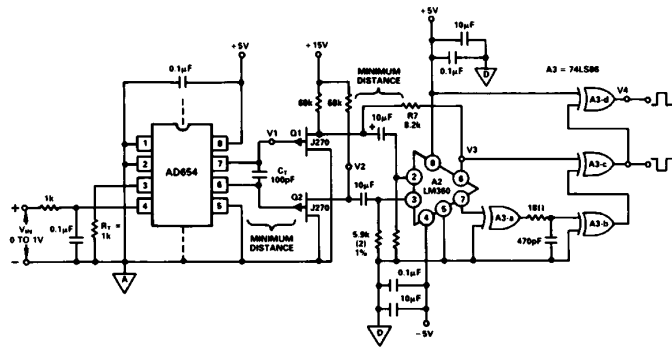 +5V
0.1µF
+15V
68k
68k
MINIMUM
DISTANCE
10µF
+
R7
8.2k
+5V
10µF
0.1µF
D
A3 = 74LS86
A3-d
V4
1
2
3
4
AD654
8
7
6
5
V1
CT
100pF
Q1
J270
V2
Q2
J270
MINIMUM DISTANCE
10µF
2
3
8
6
7
5
4
A2
LM360
V3
A3-c
+
1k
VIN
0 TO 1V
–
0.1µF
RT =
1k
A
5.9k
(2)
1%
A3-a
18Ω
470pF
A3-b
0.1µF
10µF
D
–5V